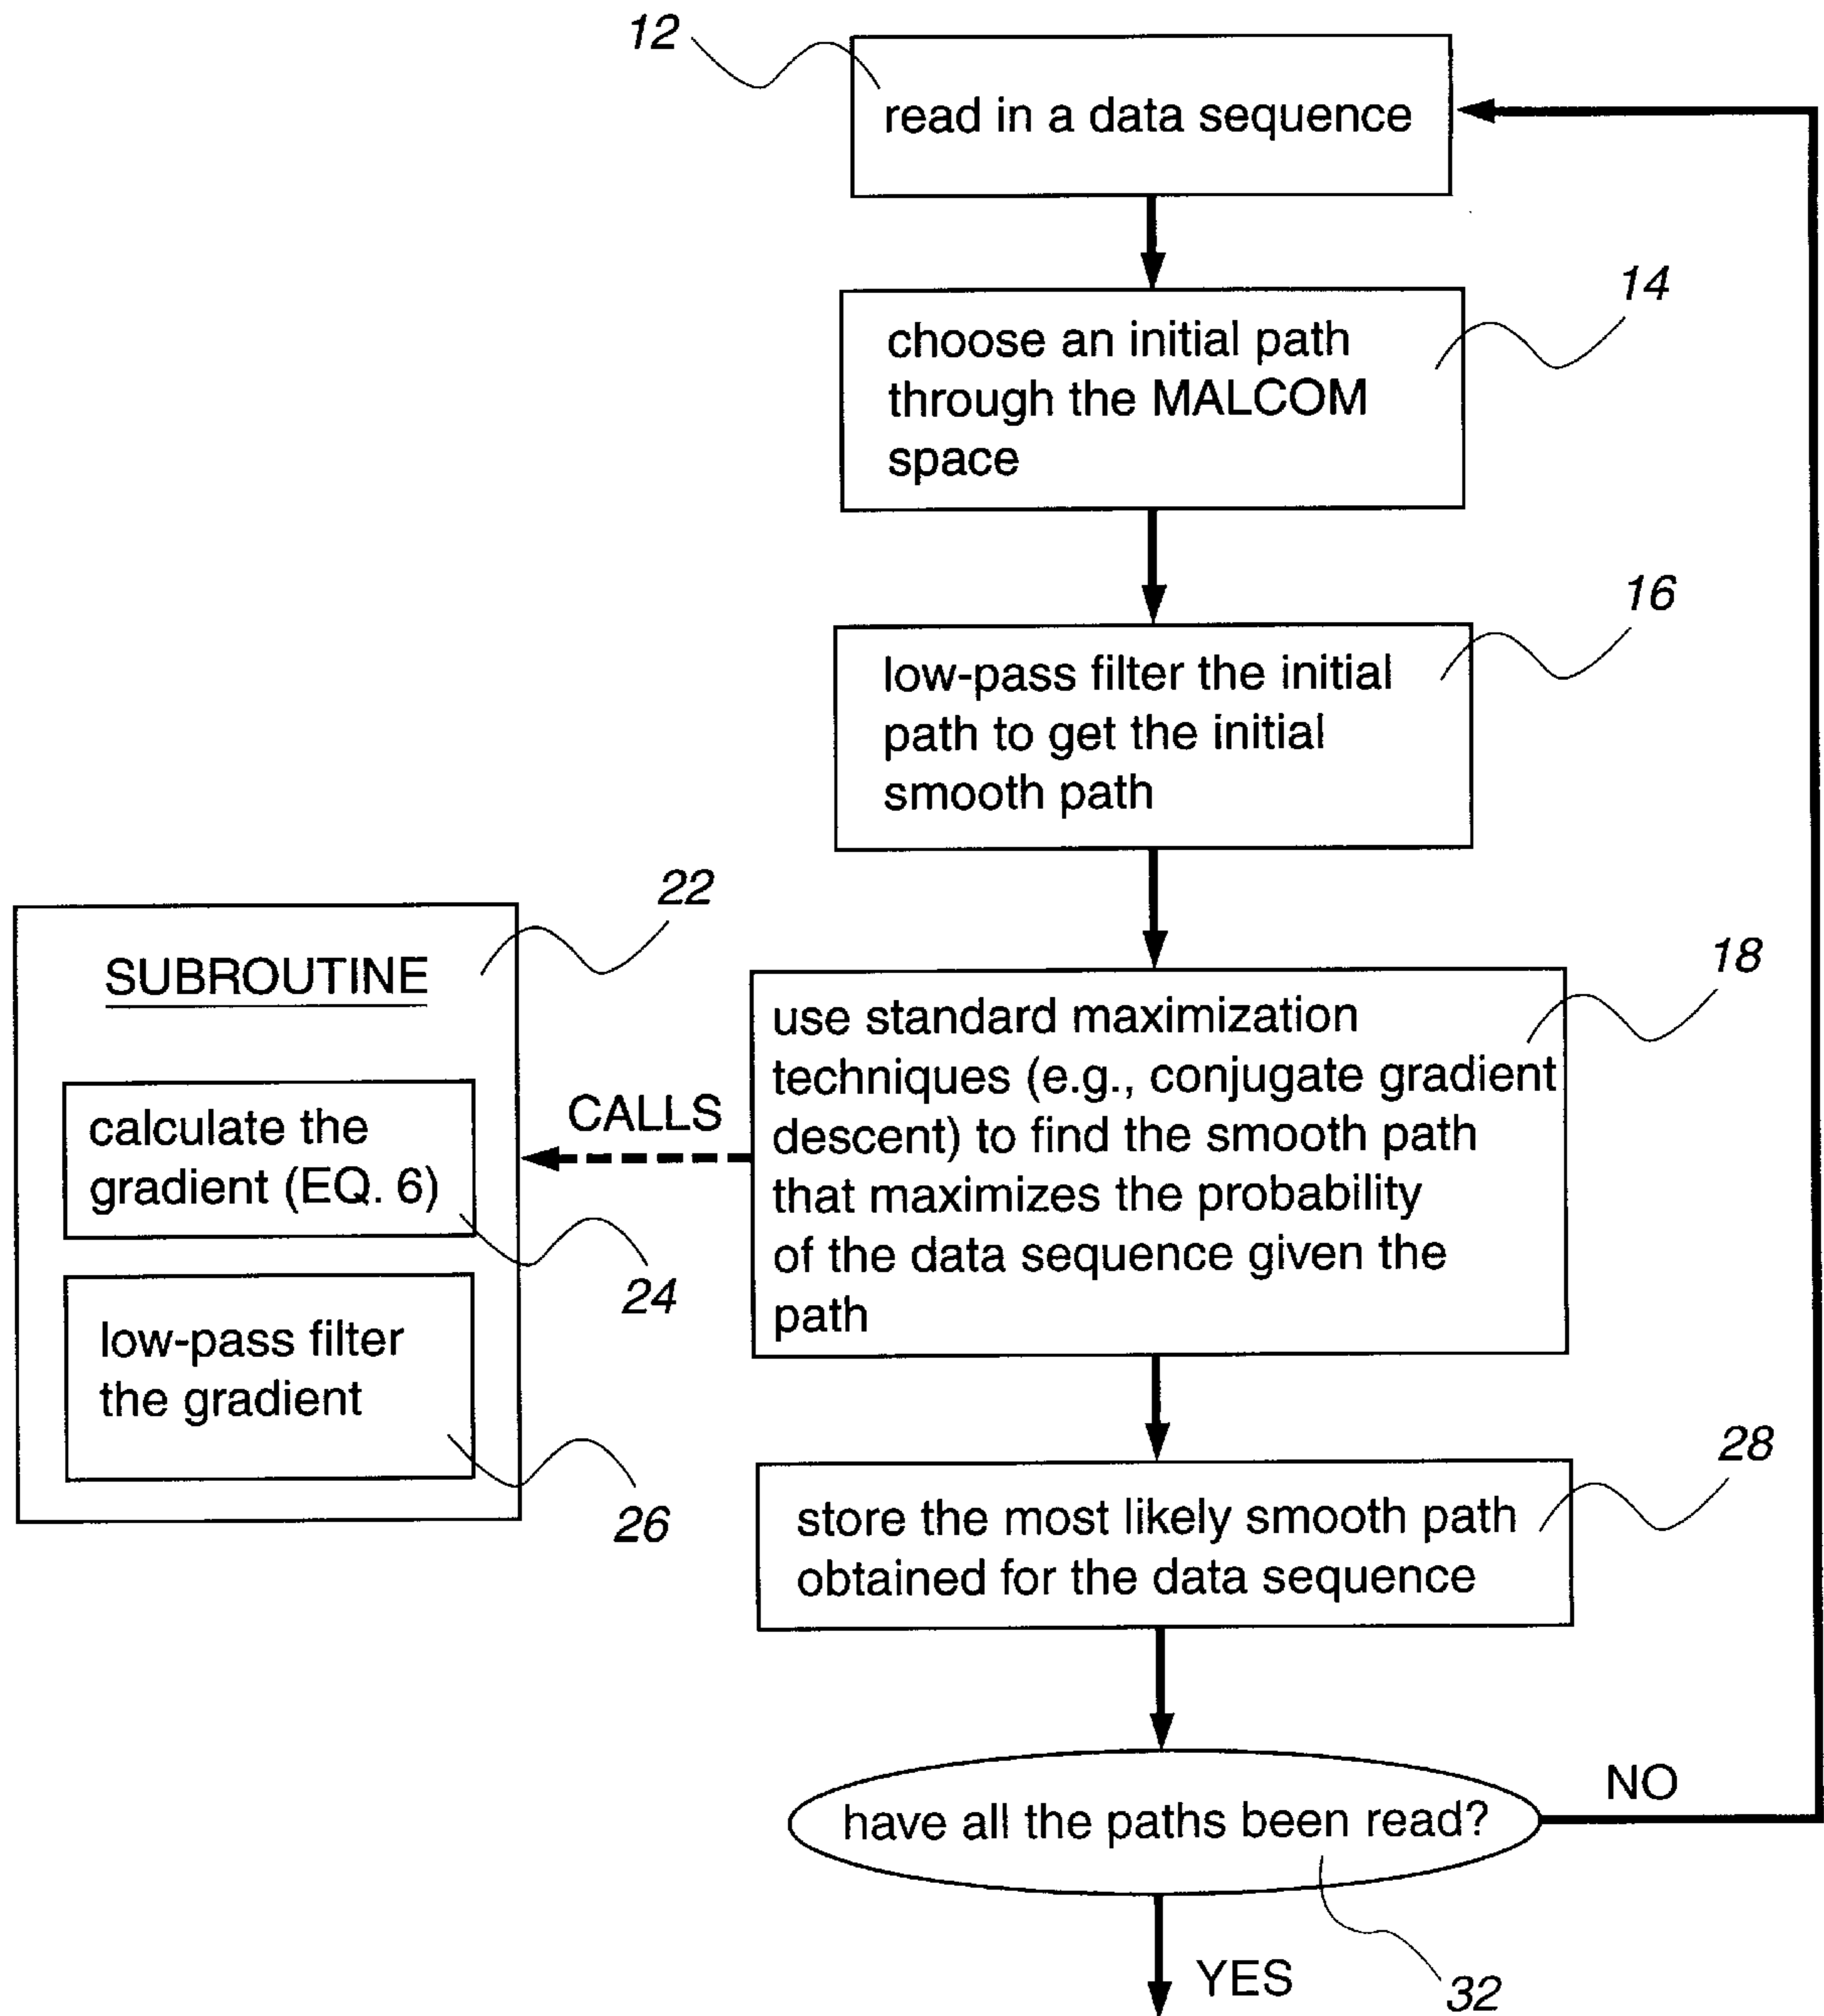 12
read in a data sequence
14
choose an initial path
through the MALCOM
space
16
low-pass filter the initial
path to get the initial
smooth path
22
SUBROUTINE
calculate the
gradient (EQ. 6)
24
low-pass filter
the gradient
26
CALLS
18
use standard maximization
techniques (e.g., conjugate gradient
descent) to find the smooth path
that maximizes the probability
of the data sequence given the
path
28
store the most likely smooth path
obtained for the data sequence
have all the paths been read?
NO
32
YES